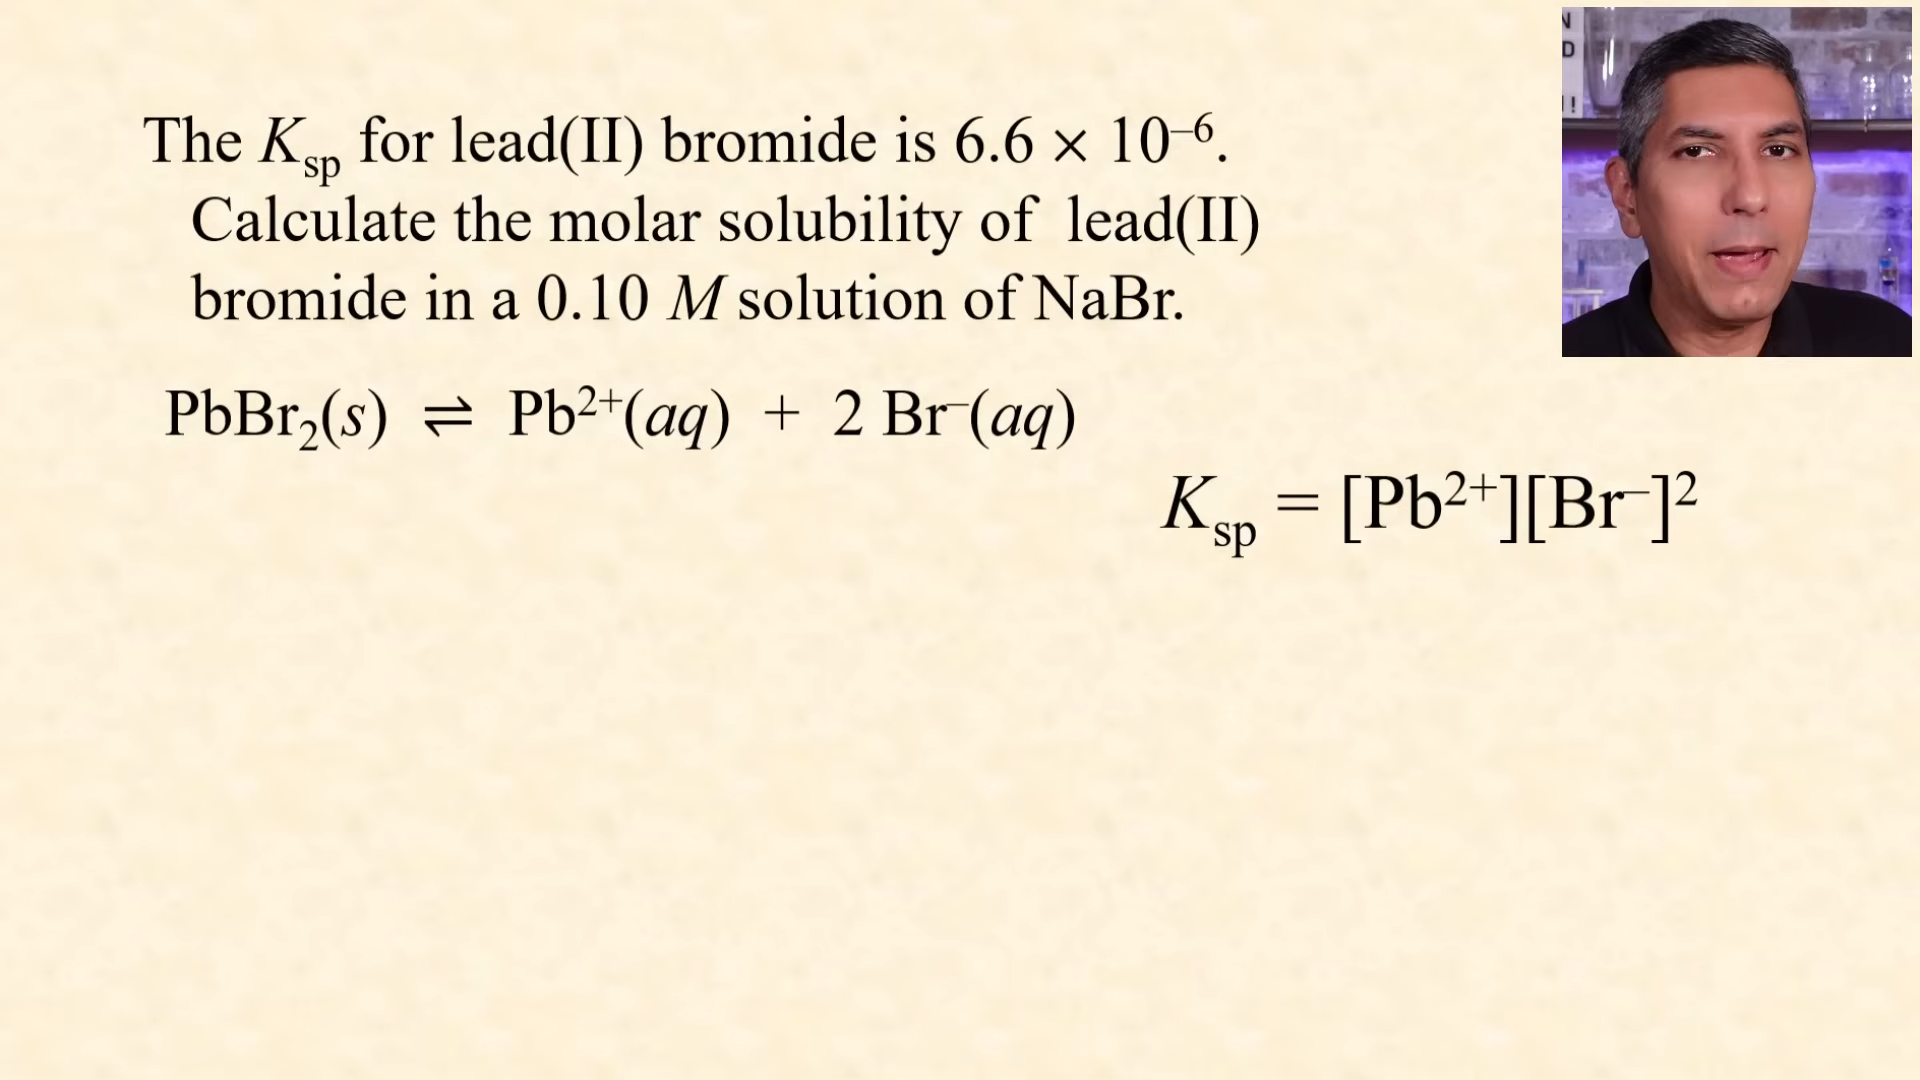 The Ksp for lead(II) bromide is 6.6 × 10⁻⁶.
Calculate the molar solubility of lead(II)
bromide in a 0.10 M solution of NaBr.
PbBr₂(s) ⇌ Pb²⁺(aq) + 2 Br⁻(aq)
Ksp = [Pb²⁺][Br⁻]²